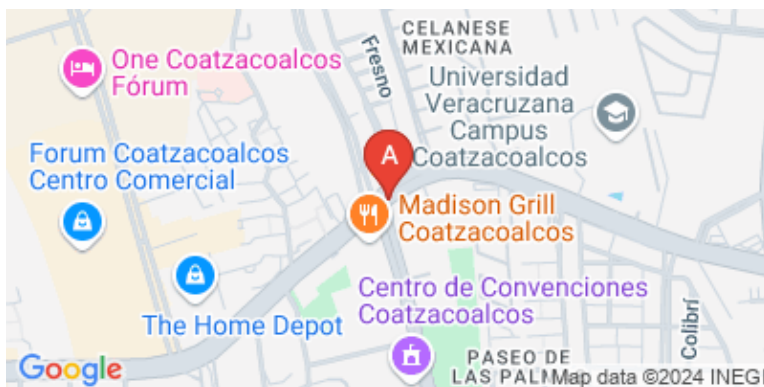 CELANESE
MEXICANA
One Coatzacoalcos
Fórum
Fresno
Universidad
Veracruzana
Campus
Coatzacoalcos
A
Forum Coatzacoalcos
Centro Comercial
Madison Grill
Coatzacoalcos
The Home Depot
Centro de Convenciones
Coatzacoalcos
Colibrí
PASEO DE
LAS PALM
Google
Map data ©2024 INEGI